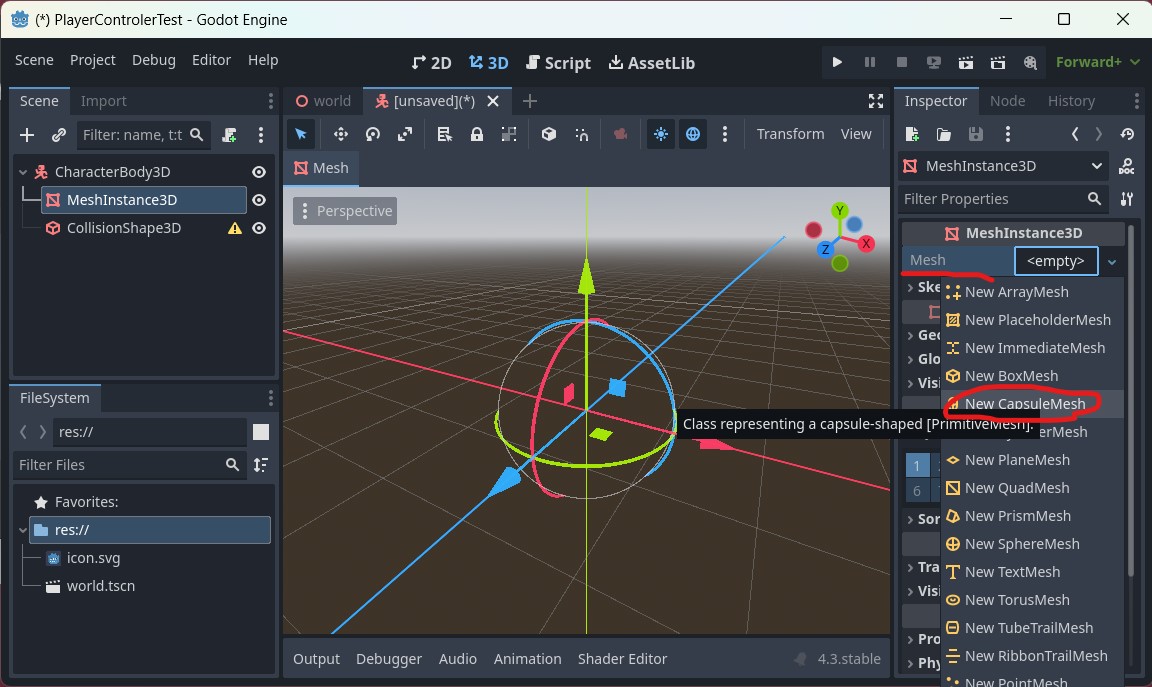 (*) PlayerControlerTest - Godot Engine
Scene Project Debug Editor Help
2D 3D Script AssetLib
Forward+
Scene Import
Filter: name, t:t
CharacterBody3D
MeshInstance3D
CollisionShape3D
FileSystem
res://
Filter Files
Favorites:
res://
icon.svg
world.tscn
world [unsaved](*)
Transform View
Mesh
Perspective
Y
X
Z
Class representing a capsule-shaped [PrimitiveMesh].
Output Debugger Audio Animation Shader Editor 4.3.stable
Inspector Node History
MeshInstance3D
Filter Properties
MeshInstance3D
Mesh <empty>
Ske
Geo
Glo
Visi
1
6
Sor
Tra
Visi
Pro
Phy
New ArrayMesh
New PlaceholderMesh
New ImmediateMesh
New BoxMesh
New CapsuleMesh
erMesh
New PlaneMesh
New QuadMesh
New PrismMesh
New SphereMesh
New TextMesh
New TorusMesh
New TubeTrailMesh
New RibbonTrailMesh
New PointMesh